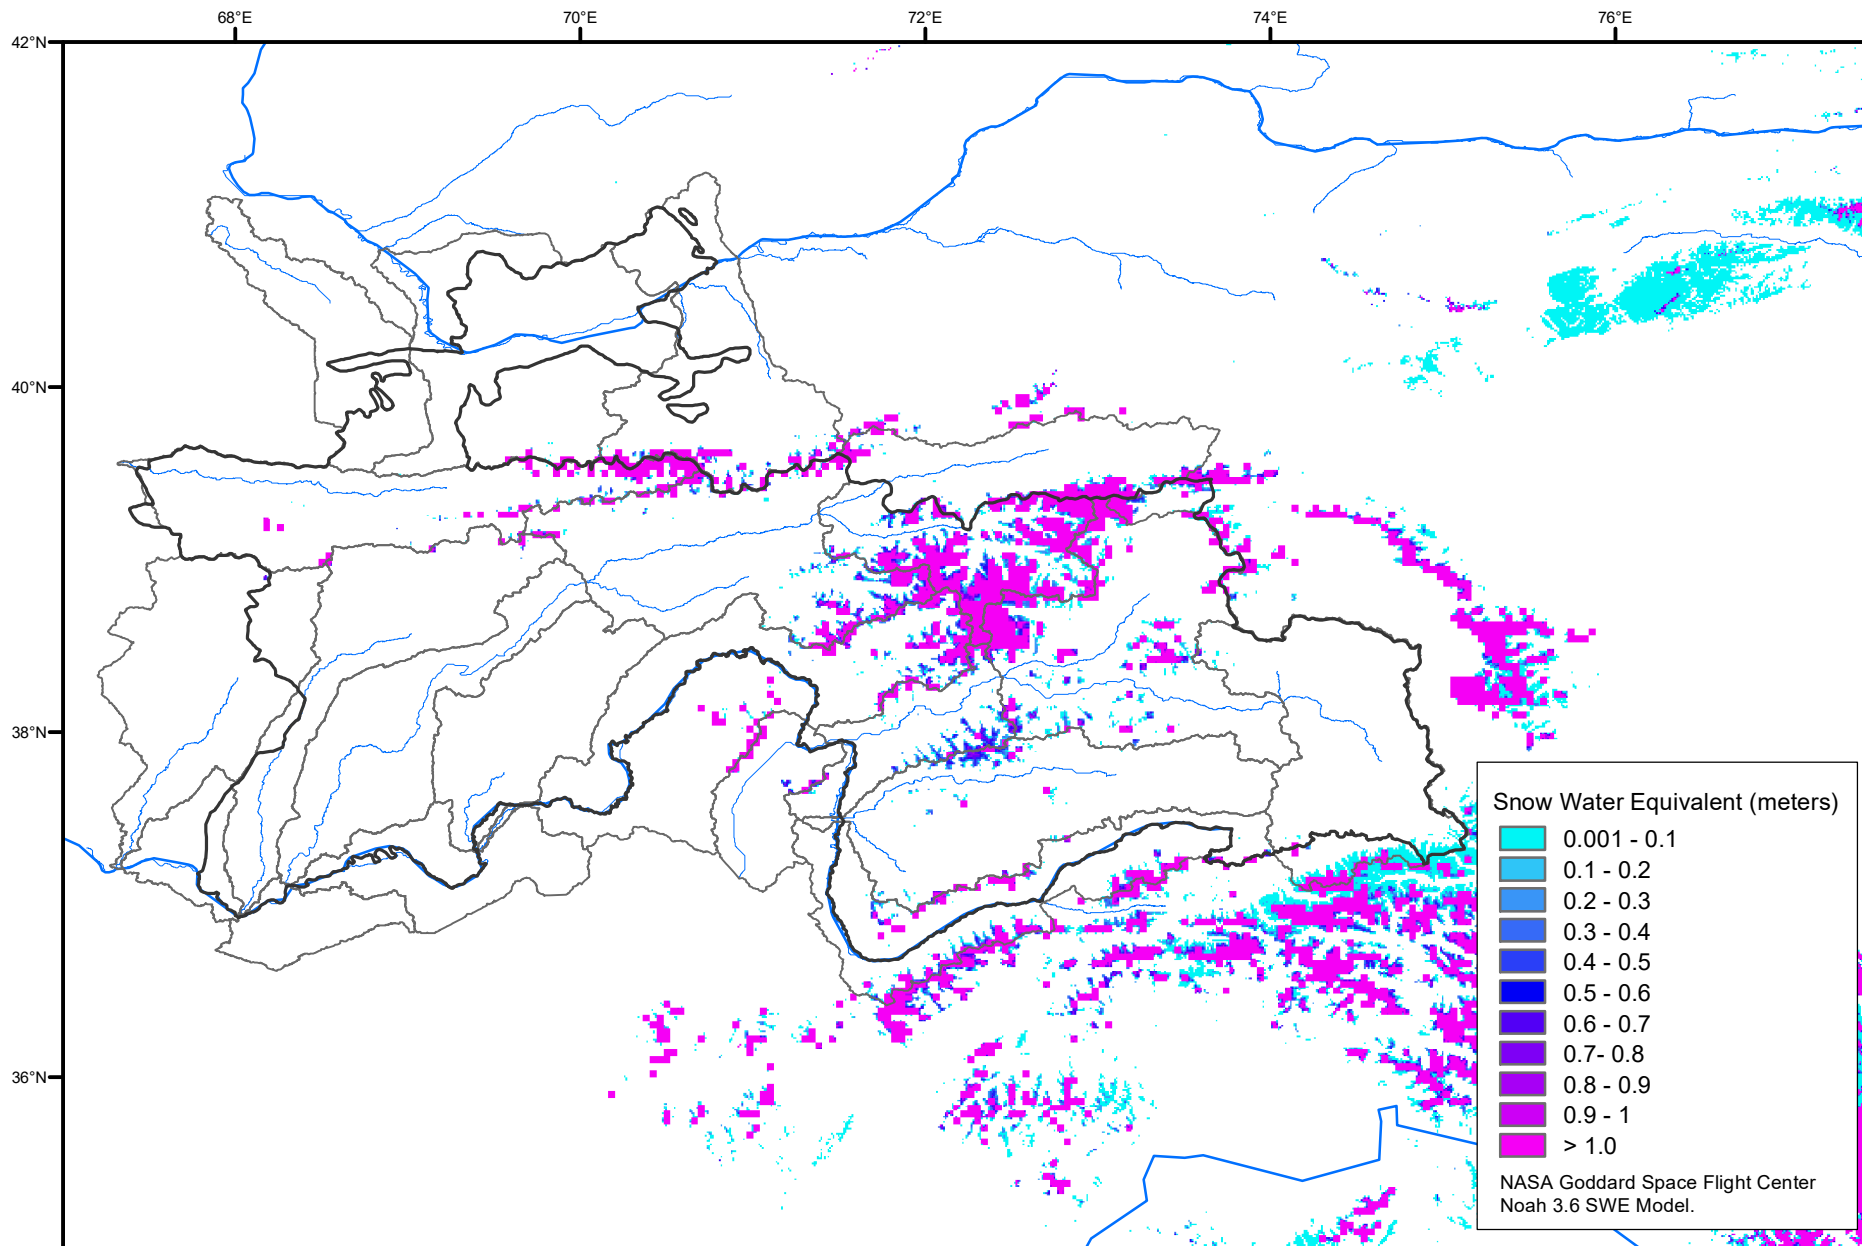 68°E 70°E 72°E 74°E 76°E
42°N
40°N
38°N
36°N
Snow Water Equivalent (meters)
0.001 - 0.1
0.1 - 0.2
0.2 - 0.3
0.3 - 0.4
0.4 - 0.5
0.5 - 0.6
0.6 - 0.7
0.7- 0.8
0.8 - 0.9
0.9 - 1
> 1.0
NASA Goddard Space Flight Center
Noah 3.6 SWE Model.